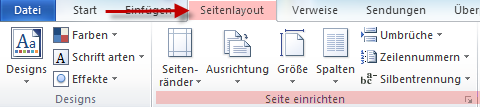 Datei Start Einfügen Seitenlayout Verweise Sendungen Über
Aa Farben Umbrüche
Schrift arten Zeilennummern
Designs Effekte Seiten- Ausrichtung Größe Spalten Silbentrennung
ränder
Designs Seite einrichten